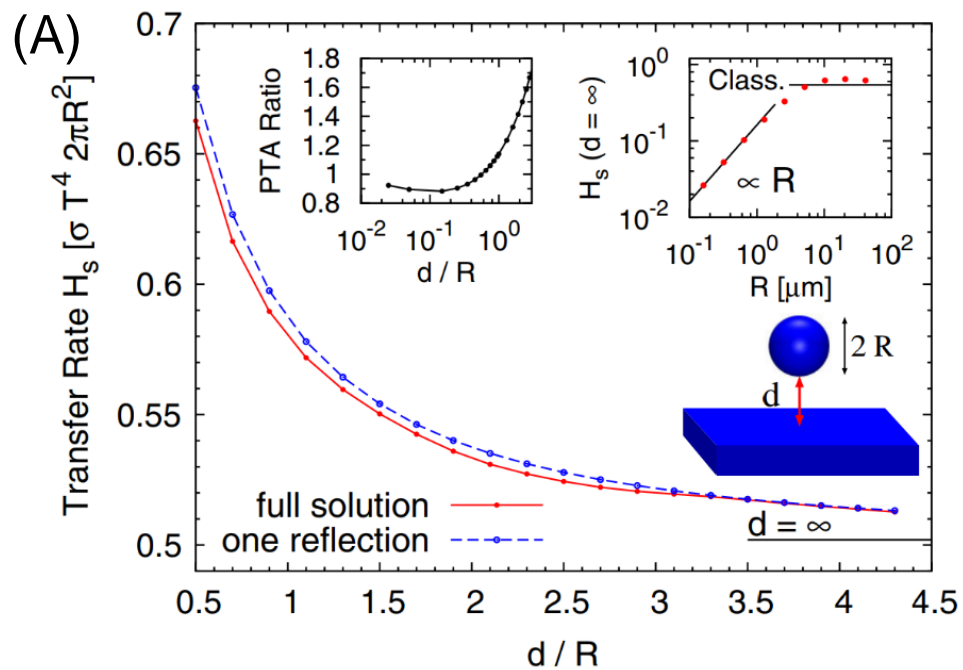 (A)
Transfer Rate H_s [σ T^4 2πR^2]
0.7
0.65
0.6
0.55
0.5
0.5 1 1.5 2 2.5 3 3.5 4 4.5
d / R
PTA Ratio
1.8
1.6
1.4
1.2
1
0.8
10^-2 10^-1 10^0
d / R
H_s (d = ∞)
10^0
10^-1
10^-2
Class.
∝ R
10^-1 10^0 10^1 10^2
R [μm]
2 R
d
full solution
one reflection
d = ∞